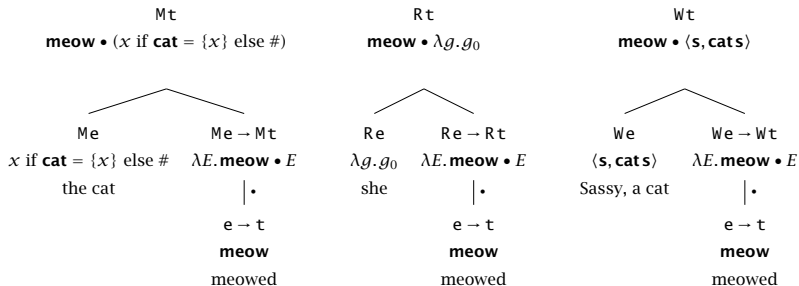 Mt Rt Wt
meow • (x if cat = {x} else #) meow • λg.g₀ meow • ⟨s, cat s⟩
Me Me → Mt Re Re → Rt We We → Wt
x if cat = {x} else # λE.meow • E λg.g₀ λE.meow • E ⟨s, cat s⟩ λE.meow • E
the cat • she • Sassy, a cat •
e → t e → t e → t
meow meow meow
meowed meowed meowed